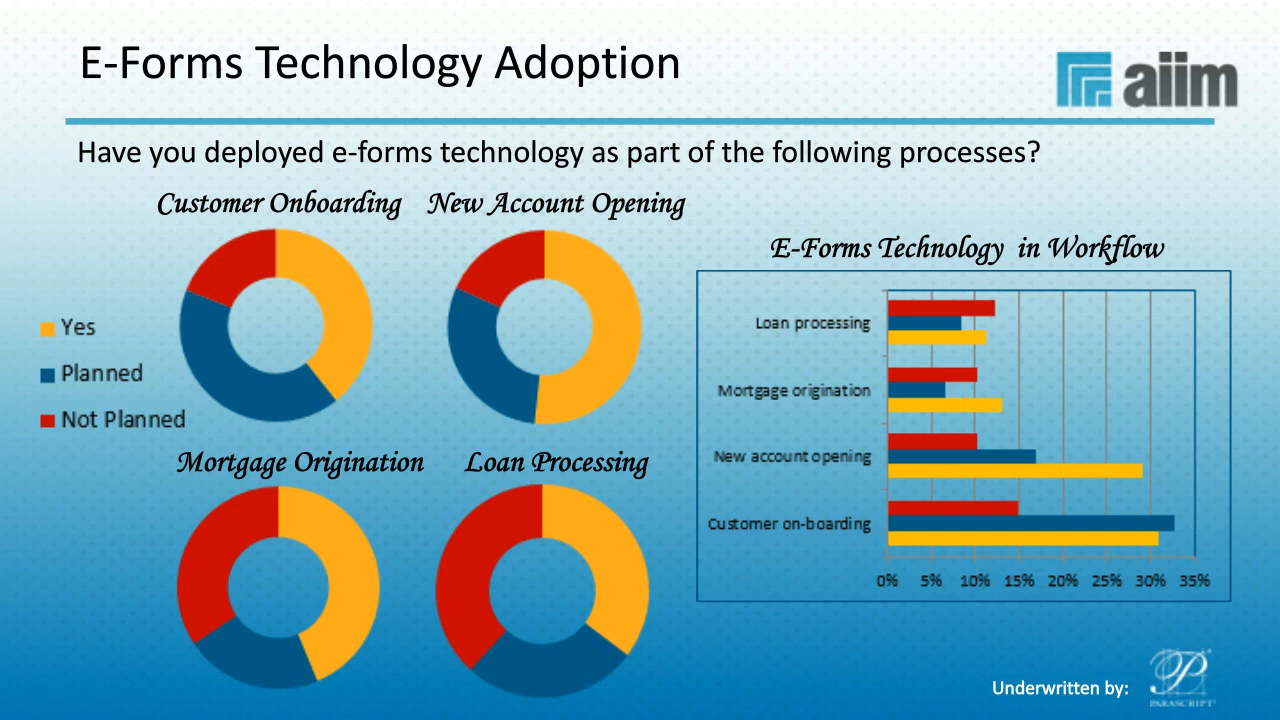 E-Forms Technology Adoption
aiim
Have you deployed e-forms technology as part of the following processes?
Customer Onboarding
New Account Opening
Yes
Planned
Not Planned
Mortgage Origination
Loan Processing
E-Forms Technology in Workflow
Loan processing
Mortgage origination
New account opening
Customer on-boarding
0% 5% 10% 15% 20% 25% 30% 35%
Underwritten by:
P
PARASCRIPT